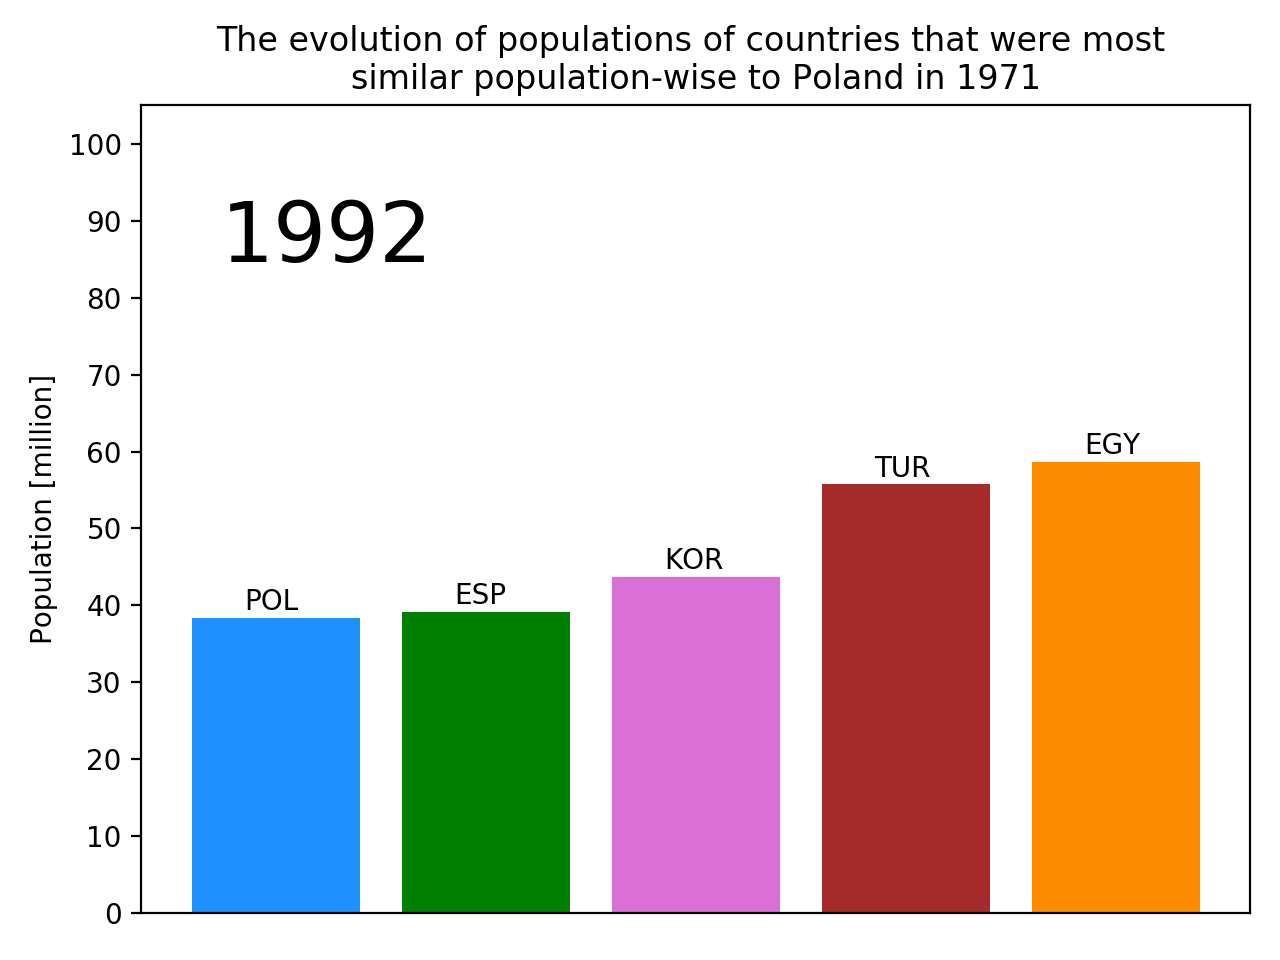 The evolution of populations of countries that were most
similar population-wise to Poland in 1971
100
90
80
70
60
50
40
30
20
10
0
Population [million]
1992
POL
ESP
KOR
TUR
EGY